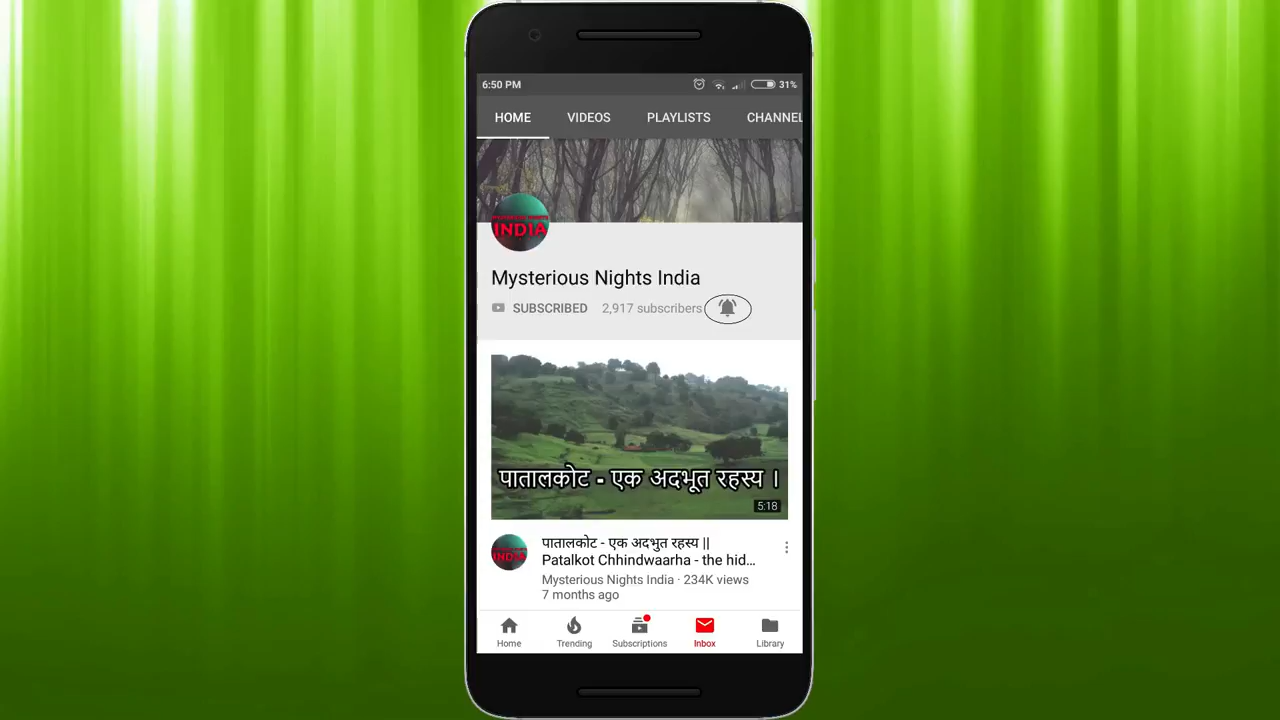 6:50 PM
31%
HOME VIDEOS PLAYLISTS CHANNEL
INDIA
Mysterious Nights India
SUBSCRIBED 2,917 subscribers
पातालकोट - एक अदभूत रहस्य ।
5:18
INDIA
पातालकोट - एक अदभुत रहस्य ||
Patalkot Chhindwaarha - the hid...
Mysterious Nights India · 234K views
7 months ago
Home Trending Subscriptions Inbox Library